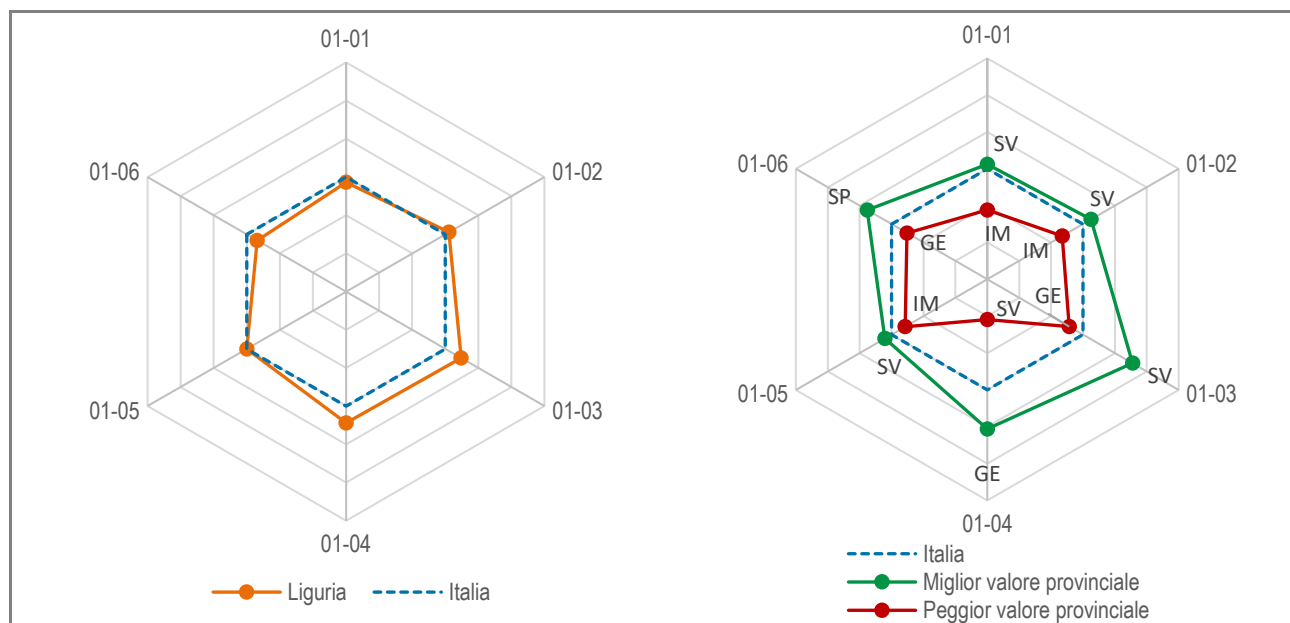 01-01
01-02
01-03
01-04
01-05
01-06
Liguria
Italia
01-01
01-02
01-03
01-04
01-05
01-06
SV
SV
SP
IM
IM
GE
GE
IM
SV
SV
SV
GE
Italia
Miglior valore provinciale
Peggior valore provinciale